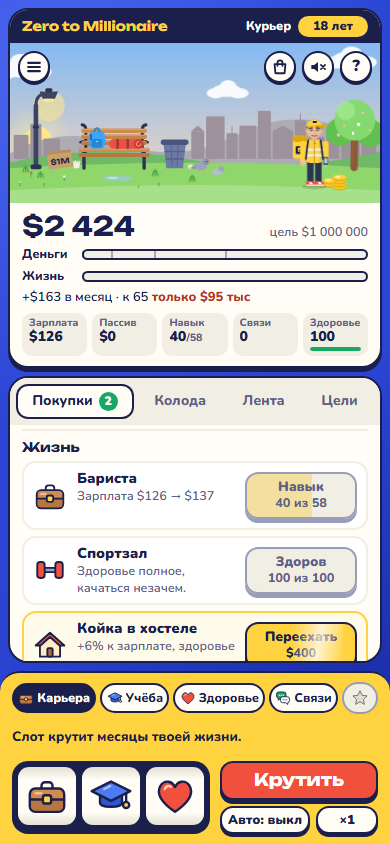 Zero to Millionaire
Курьер
18 лет
?
$1M
$2 424
цель $1 000 000
Деньги
Жизнь
+$163 в месяц · к 65 только $95 тыс
Зарплата
$126
Пассив
$0
Навык
40/58
Связи
0
Здоровье
100
Покупки 2
Колода
Лента
Цели
Жизнь
Бариста
Зарплата $126 → $137
Навык
40 из 58
Спортзал
Здоровье полное,
качаться незачем.
Здоров
100 из 100
Койка в хостеле
+6% к зарплате, здоровье
Переехать
$400
Карьера
Учёба
Здоровье
Связи
Слот крутит месяцы твоей жизни.
Крутить
Авто: выкл
×1